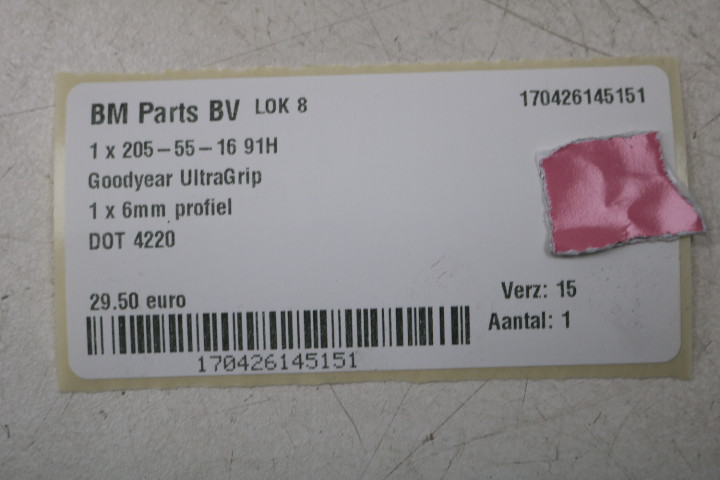 BM Parts BV LOK 8
170426145151
1 x 205-55-16 91H
Goodyear UltraGrip
1 x 6mm profiel
DOT 4220
29.50 euro
Verz: 15
Aantal: 1
170426145151